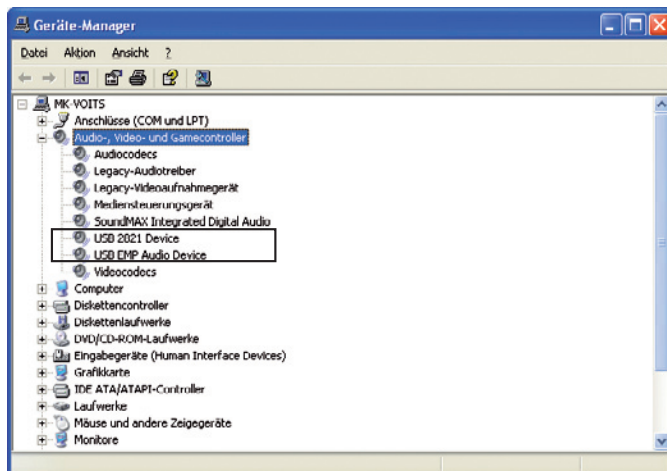 Geräte-Manager
Datei Aktion Ansicht ?
MK-VOITS
Anschlüsse (COM und LPT)
Audio-, Video- und Gamecontroller
Audiocodecs
Legacy-Audiotreiber
Legacy-Videoaufnahmegerät
Mediensteuerungsgerät
SoundMAX Integrated Digital Audio
USB 2821 Device
USB EMP Audio Device
Videocodecs
Computer
Diskettencontroller
Diskettenlaufwerke
DVD/CD-ROM-Laufwerke
Eingabegeräte (Human Interface Devices)
Grafikkarte
IDE ATA/ATAPI-Controller
Laufwerke
Mäuse und andere Zeigegeräte
Monitore